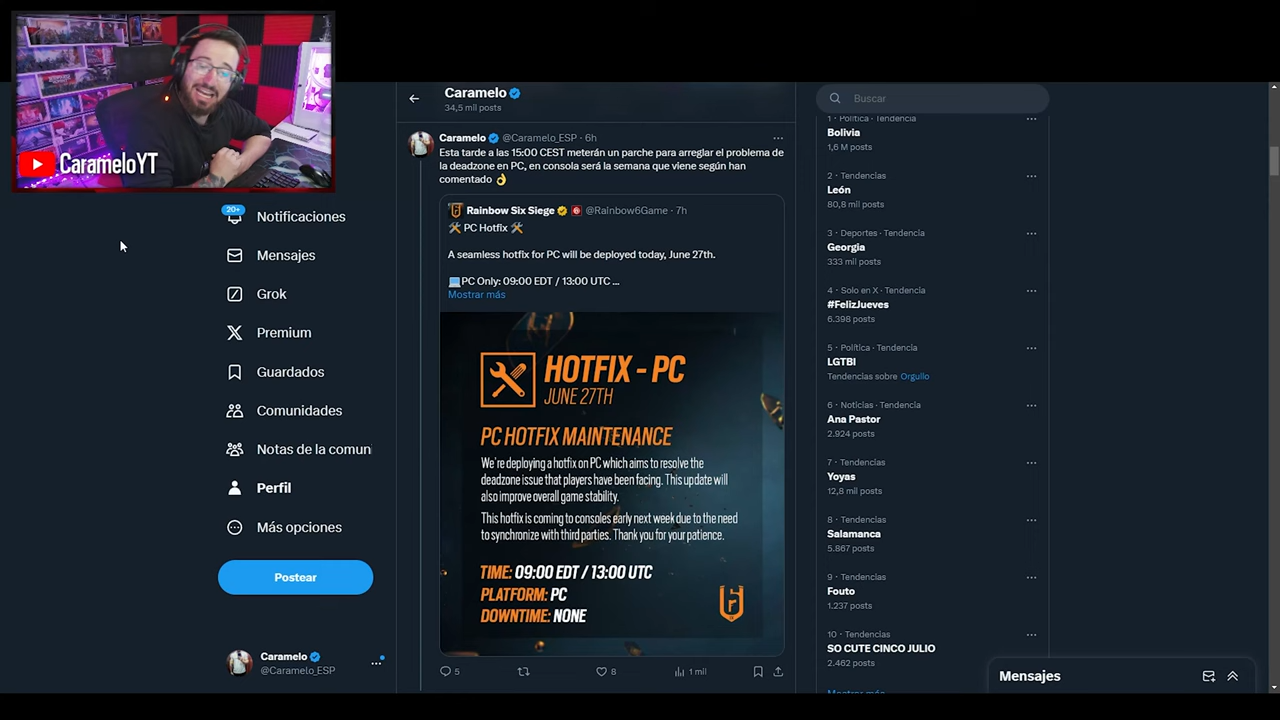 CarameloYT
Notificaciones
20+
Mensajes
Grok
Premium
Guardados
Comunidades
Notas de la comuni
Perfil
Más opciones
Postear
Caramelo
@Caramelo_ESP
Caramelo
34,5 mil posts
Caramelo @Caramelo_ESP · 6h
Esta tarde a las 15:00 CEST meterán un parche para arreglar el problema de
la deadzone en PC, en consola será la semana que viene según han
comentado 👌
Rainbow Six Siege @Rainbow6Game · 7h
🛠 PC Hotfix 🛠
A seamless hotfix for PC will be deployed today, June 27th.
💻PC Only: 09:00 EDT / 13:00 UTC ...
Mostrar más
HOTFIX - PC
JUNE 27TH
PC HOTFIX MAINTENANCE
We're deploying a hotfix on PC which aims to resolve the
deadzone issue that players have been facing. This update will
also improve overall game stability.
This hotfix is coming to consoles early next week due to the need
to synchronize with third parties. Thank you for your patience.
TIME: 09:00 EDT / 13:00 UTC
PLATFORM: PC
DOWNTIME: NONE
5
8
1 mil
Buscar
1 · Política · Tendencia
Bolivia
1,6 M posts
2 · Tendencias
León
80,8 mil posts
3 · Deportes · Tendencia
Georgia
333 mil posts
4 · Solo en X · Tendencia
#FelizJueves
6.398 posts
5 · Política · Tendencia
LGTBI
Tendencias sobre Orgullo
6 · Noticias · Tendencia
Ana Pastor
2.924 posts
7 · Tendencias
Yoyas
12,8 mil posts
8 · Tendencias
Salamanca
5.867 posts
9 · Tendencias
Fouto
1.237 posts
10 · Tendencias
SO CUTE CINCO JULIO
2.462 posts
Mostrar más
Mensajes